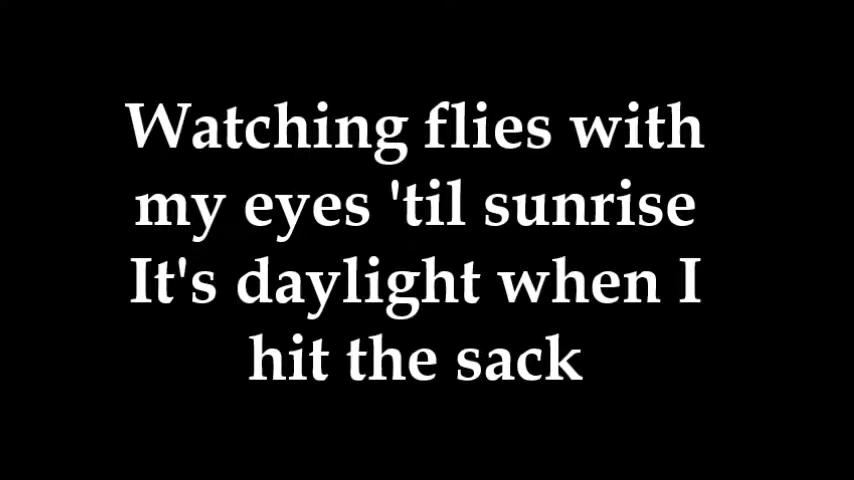 Watching flies with
my eyes 'til sunrise
It's daylight when I
hit the sack